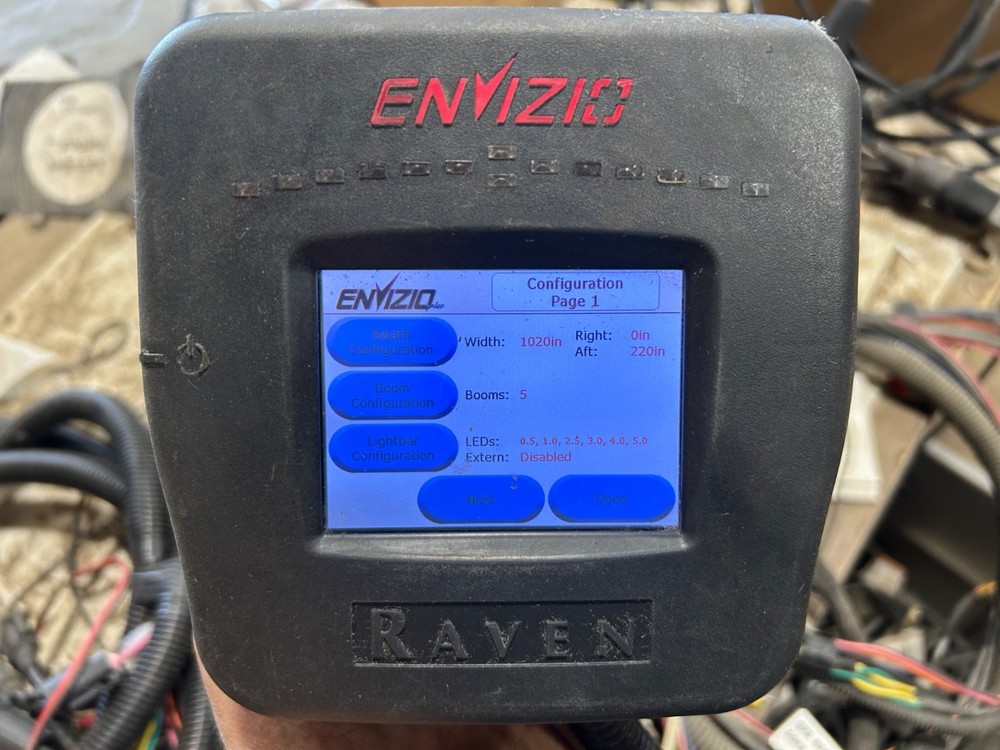 ENVIZIO
ENVIZIO
Configuration
Page 1
Swath
Configuration
Width: 1020in
Right: 0in
Aft: 220in
Boom
Configuration
Booms: 5
Lightbar
Configuration
LEDs: 0.5, 1.0, 2.5, 3.0, 4.0, 5.0
Extern: Disabled
Next
RAVEN